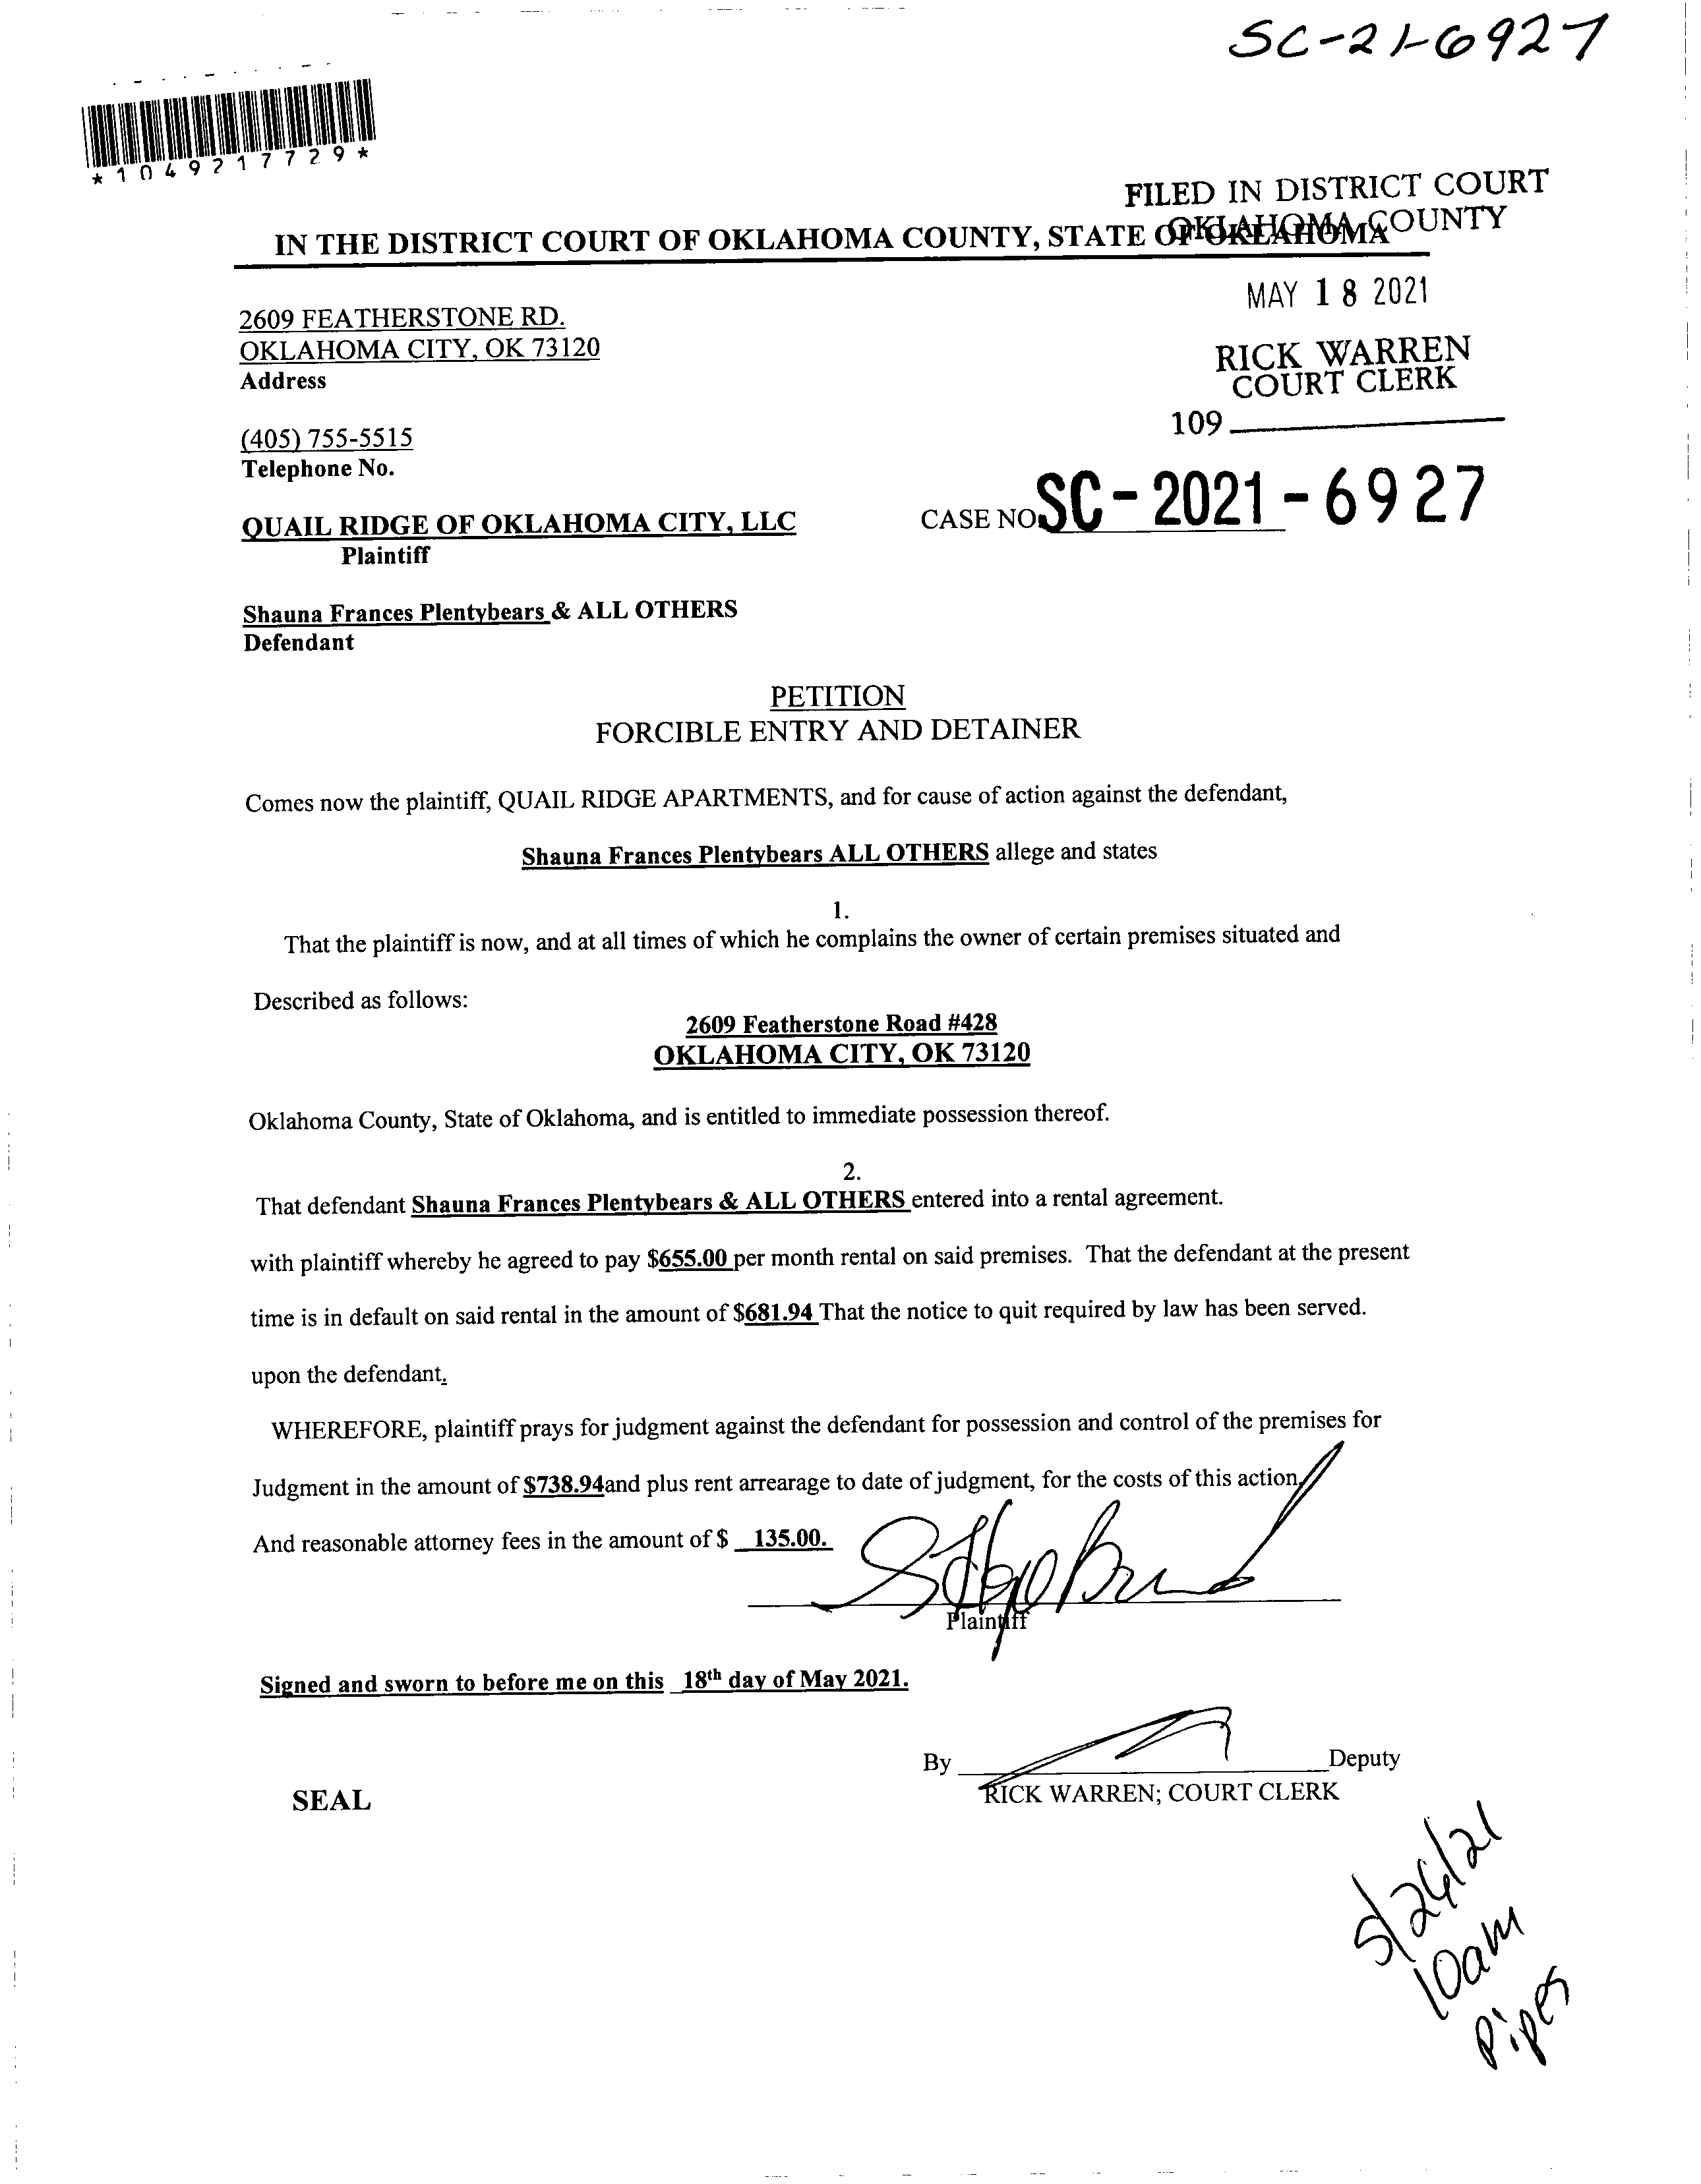 SC-21-6927
*1049217729*
FILED IN DISTRICT COURT
OKLAHOMA COUNTY
IN THE DISTRICT COURT OF OKLAHOMA COUNTY, STATE OF OKLAHOMA
MAY 18 2021
2609 FEATHERSTONE RD.
OKLAHOMA CITY, OK 73120
Address
RICK WARREN
COURT CLERK
109
(405) 755-5515
Telephone No.
QUAIL RIDGE OF OKLAHOMA CITY, LLC
CASE NO. SC-2021-6927
Plaintiff
Shauna Frances Plentybears & ALL OTHERS
Defendant
PETITION
FORCIBLE ENTRY AND DETAINER
Comes now the plaintiff, QUAIL RIDGE APARTMENTS, and for cause of action against the defendant,
Shauna Frances Plentybears ALL OTHERS allege and states
1.
That the plaintiff is now, and at all times of which he complains the owner of certain premises situated and
Described as follows:
2609 Featherstone Road #428
OKLAHOMA CITY, OK 73120
Oklahoma County, State of Oklahoma, and is entitled to immediate possession thereof.
2.
That defendant Shauna Frances Plentybears & ALL OTHERS entered into a rental agreement.
with plaintiff whereby he agreed to pay $655.00 per month rental on said premises. That the defendant at the present
time is in default on said rental in the amount of $681.94 That the notice to quit required by law has been served.
upon the defendant.
WHEREFORE, plaintiff prays for judgment against the defendant for possession and control of the premises for
Judgment in the amount of $738.94and plus rent arrearage to date of judgment, for the costs of this action,
And reasonable attorney fees in the amount of $ 135.00.
Plaintiff
Signed and sworn to before me on this 18th day of May 2021.
By Deputy
RICK WARREN; COURT CLERK
SEAL
5/26/21
10am
Pipes